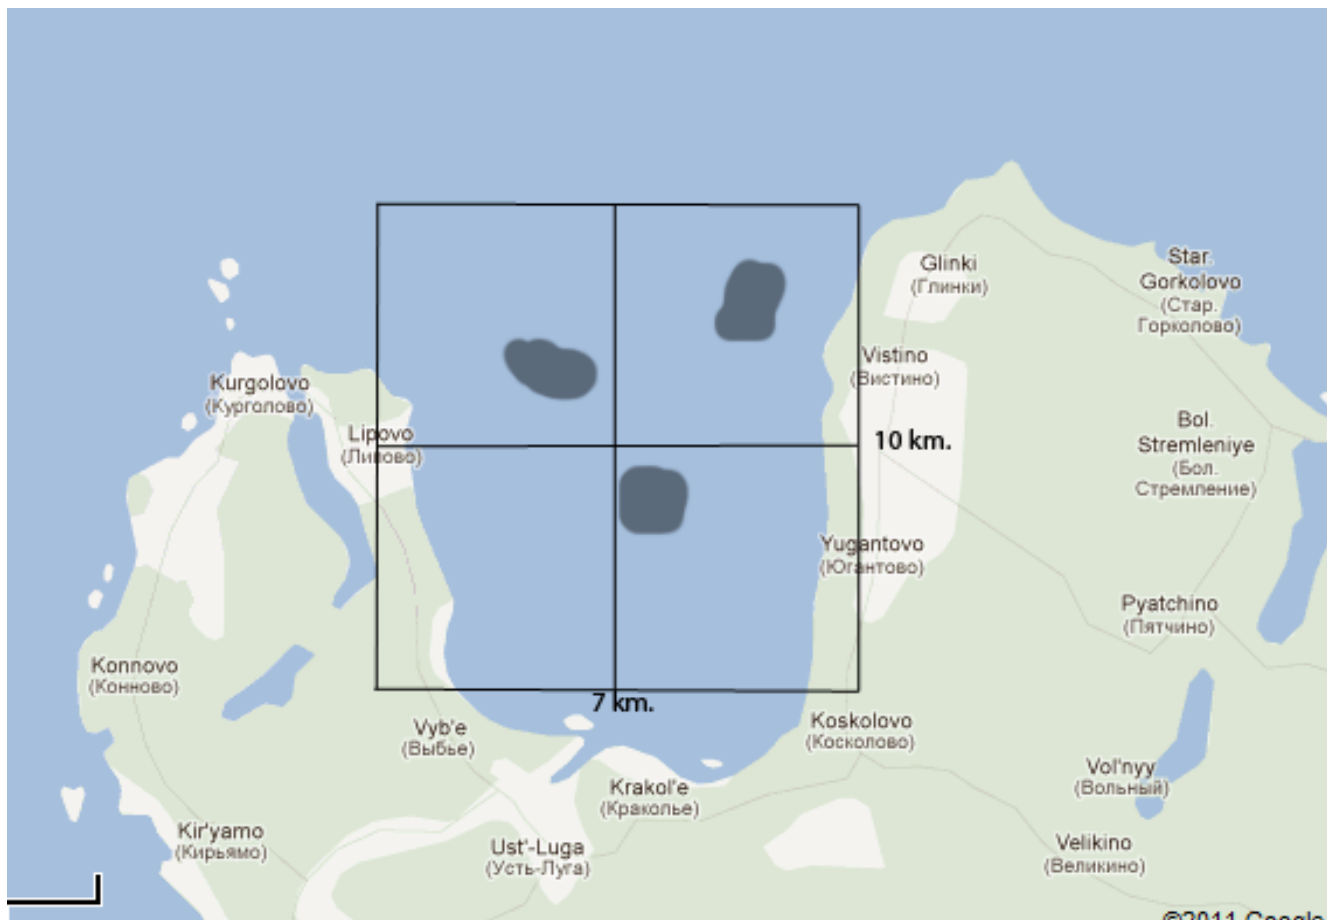 Glinki
(Глинки)
Star.
Gorkolovo
(Стар.
Горколово)
Vistino
(Вистино)
Kurgolovo
(Курголово)
Lipovo
(Липово)
10 km.
Bol.
Stremleniye
(Бол.
Стремление)
Yugantovo
(Югантово)
Pyatchino
(Пятчино)
Konnovo
(Конново)
7 km.
Vyb'e
(Выбье)
Koskolovo
(Косколово)
Krakol'e
(Краколье)
Vol'nyy
(Вольный)
Kir'yamo
(Кирьямо)
Ust'-Luga
(Усть-Луга)
Velikino
(Великино)
©2011 Google